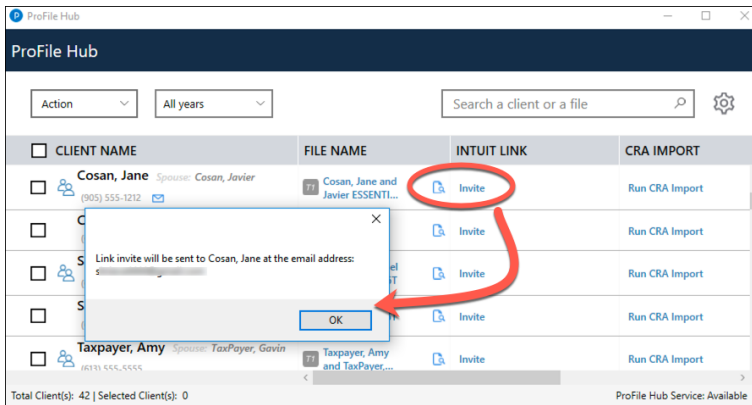 ProFile Hub
ProFile Hub
Action
All years
Search a client or a file
CLIENT NAME
FILE NAME
INTUIT LINK
CRA IMPORT
Cosan, Jane Spouse: Cosan, Javier
(905) 555-1212
T1 Cosan, Jane and
Javier ESSENTI...
Invite
Run CRA Import
Link invite will be sent to Cosan, Jane at the email address:
OK
Invite
Run CRA Import
Invite
Run CRA Import
Invite
Run CRA Import
Taxpayer, Amy Spouse: TaxPayer, Gavin
(613) 555-5555
T1 Taxpayer, Amy
and TaxPayer,...
Invite
Run CRA Import
Total Client(s): 42 | Selected Client(s): 0
ProFile Hub Service: Available